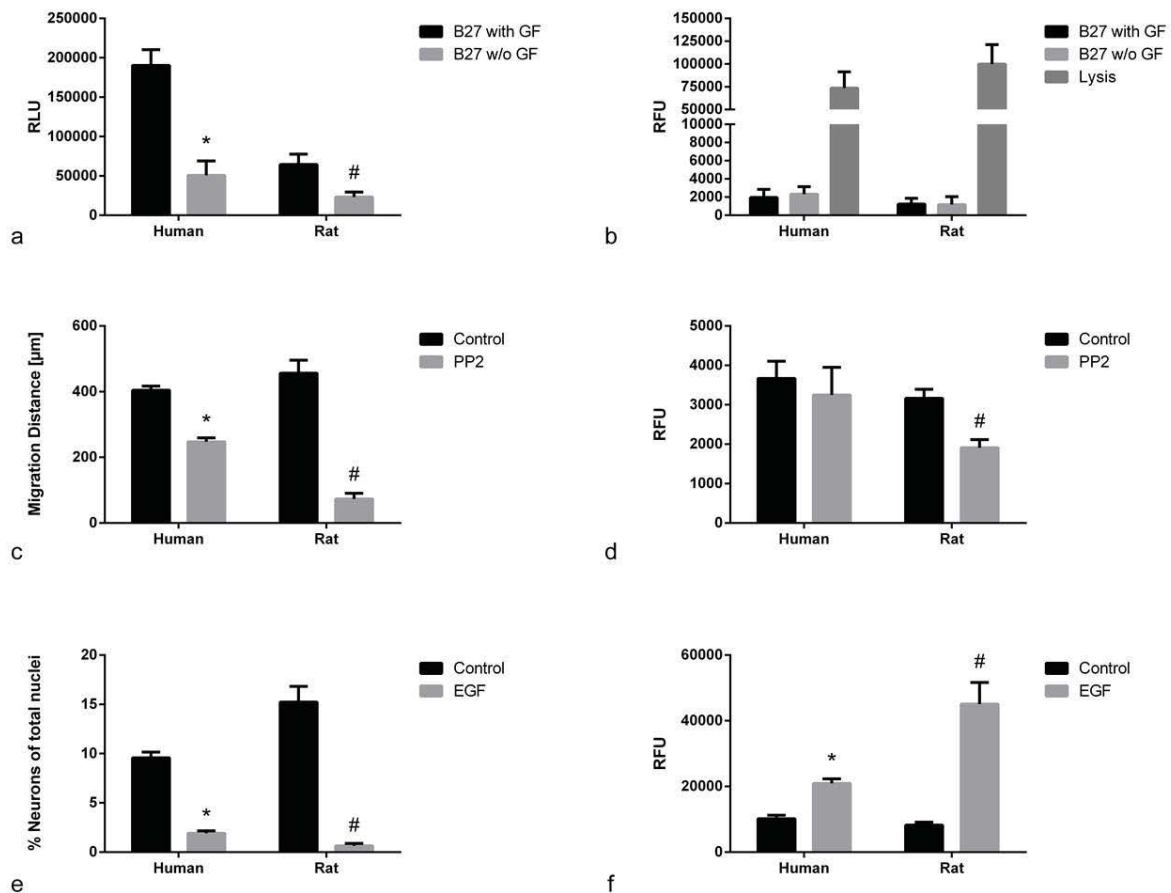 250000
200000
150000
100000
50000
0
RLU
B27 with GF
B27 w/o GF
*
#
Human
Rat
a
150000
125000
100000
75000
50000
10000
8000
6000
4000
2000
0
RFU
B27 with GF
B27 w/o GF
Lysis
Human
Rat
b
600
400
200
0
Migration Distance [µm]
Control
PP2
*
#
Human
Rat
c
5000
4000
3000
2000
1000
0
RFU
Control
PP2
#
Human
Rat
d
20
15
10
5
0
% Neurons of total nuclei
Control
EGF
*
#
Human
Rat
e
60000
40000
20000
0
RFU
Control
EGF
*
#
Human
Rat
f